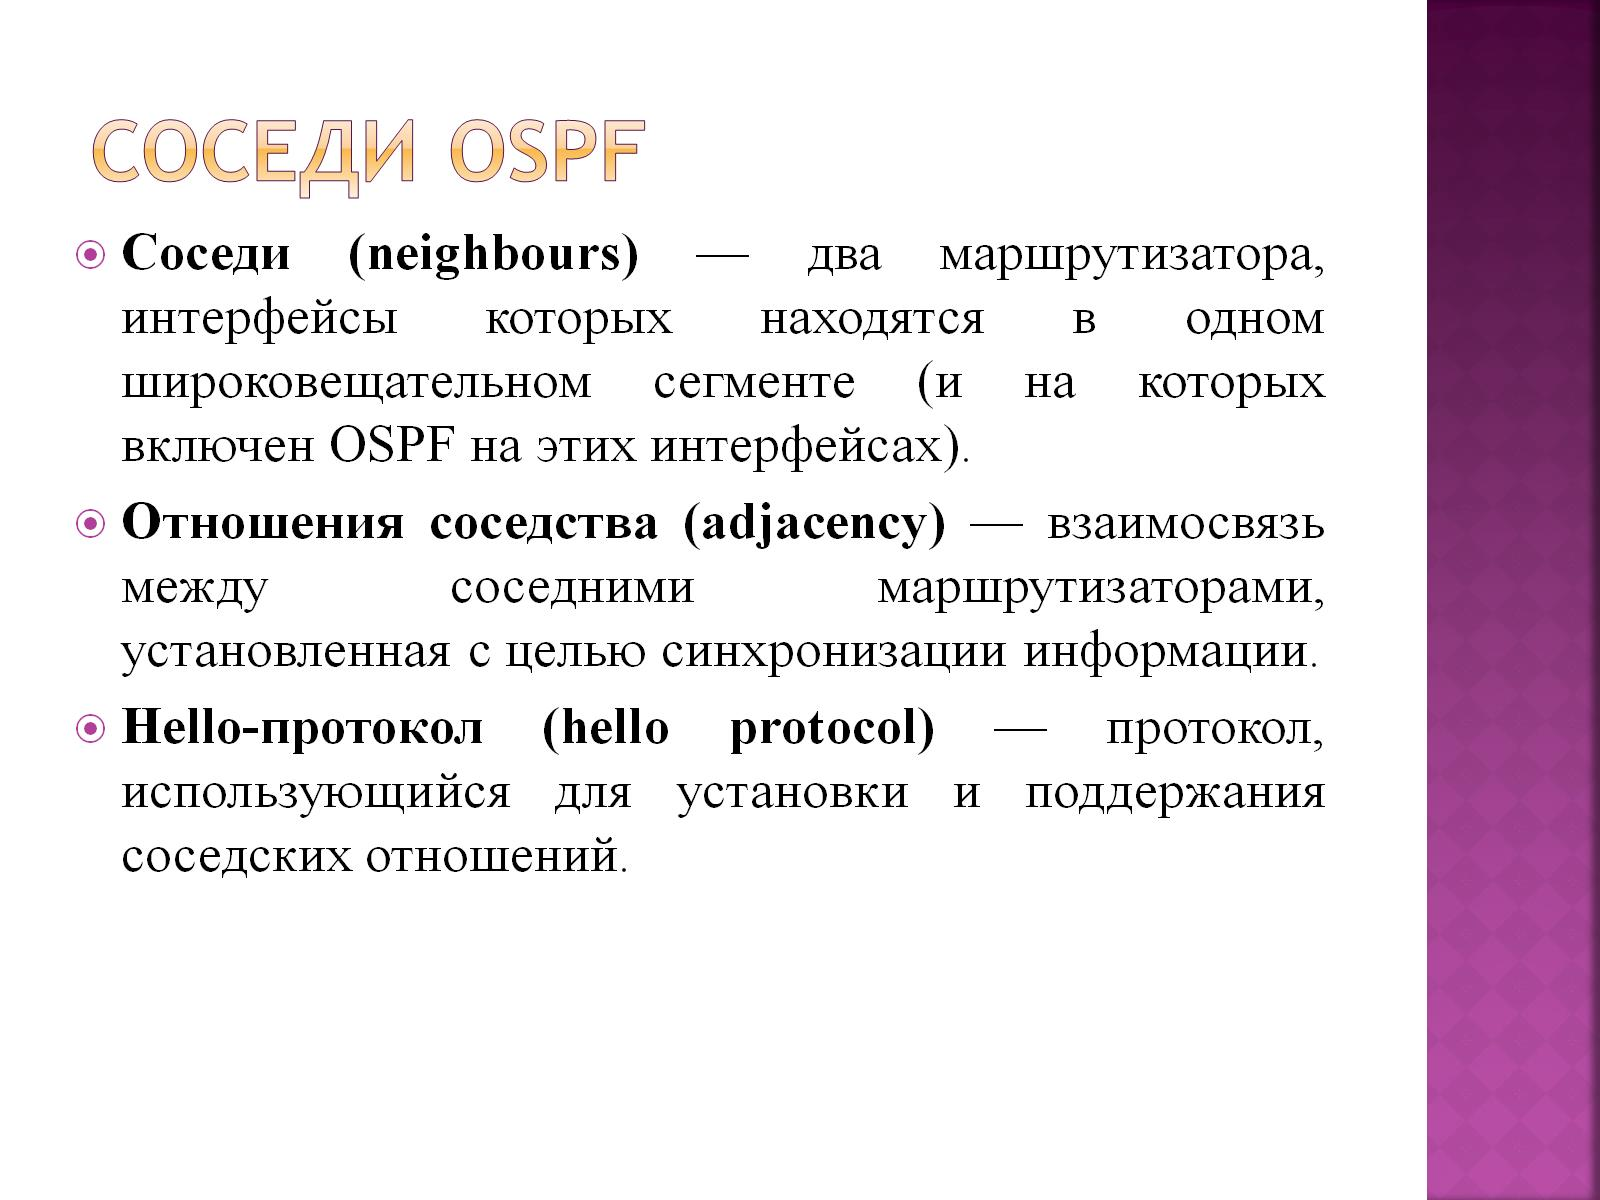 СОСЕДИ OSPF
Соседи (neighbours) — два маршрутизатора,
интерфейсы которых находятся в одном
широковещательном сегменте (и на которых
включен OSPF на этих интерфейсах).
Отношения соседства (adjacency) — взаимосвязь
между соседними маршрутизаторами,
установленная с целью синхронизации информации.
Hello-протокол (hello protocol) — протокол,
использующийся для установки и поддержания
соседских отношений.